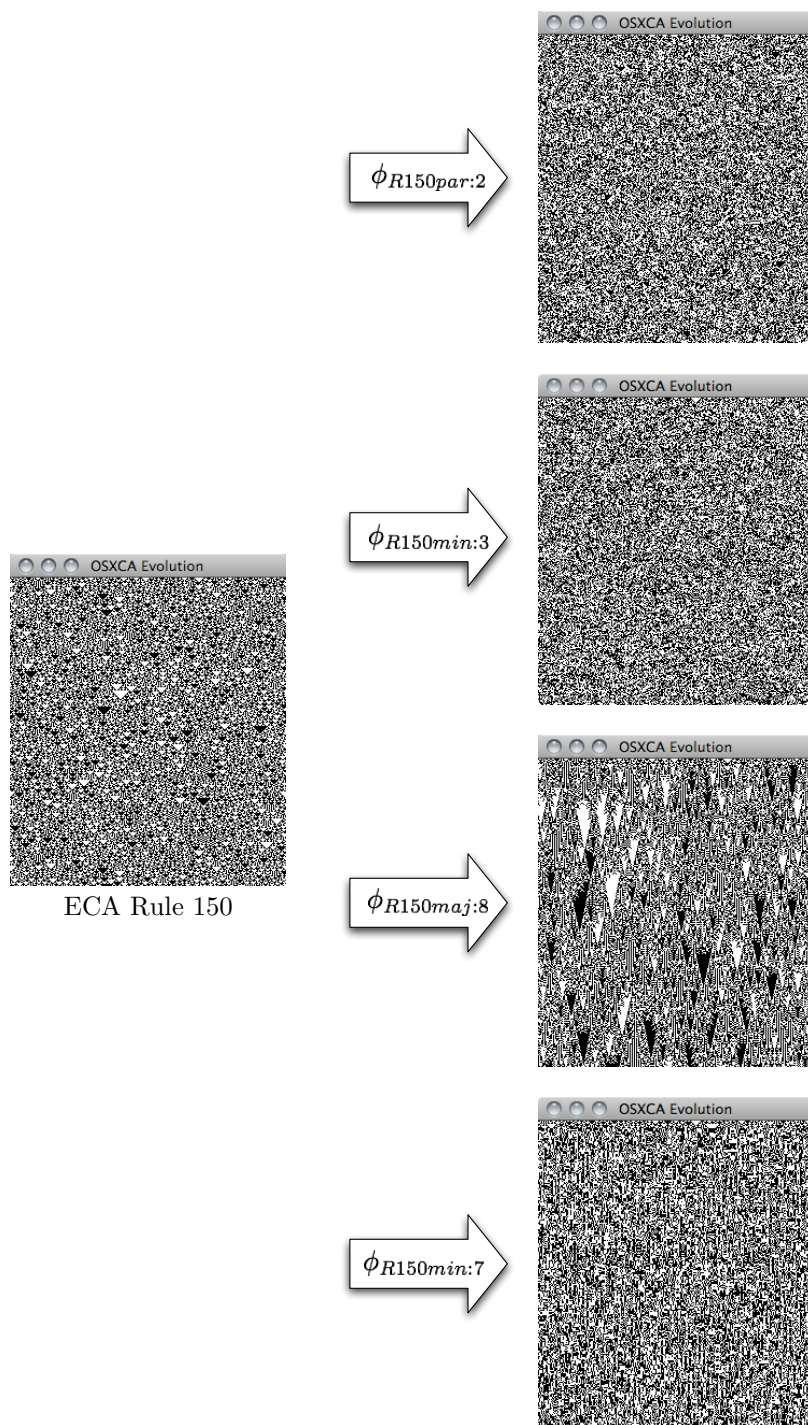 OSXCA Evolution
ϕR150par:2
OSXCA Evolution
ϕR150min:3
OSXCA Evolution
ECA Rule 150
OSXCA Evolution
ϕR150maj:8
OSXCA Evolution
ϕR150min:7